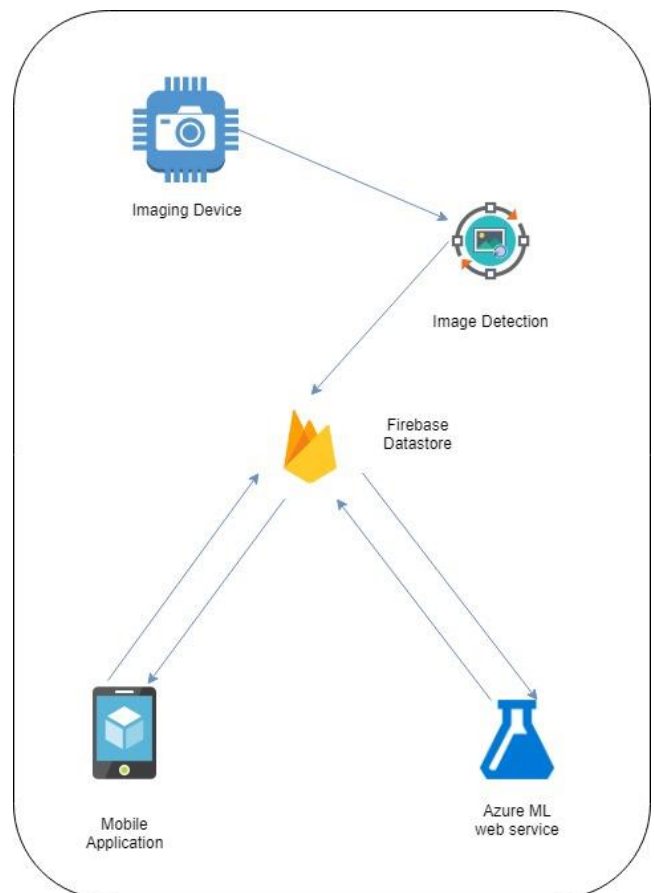 Imaging Device
Image Detection
Firebase
Datastore
Mobile
Application
Azure ML
web service